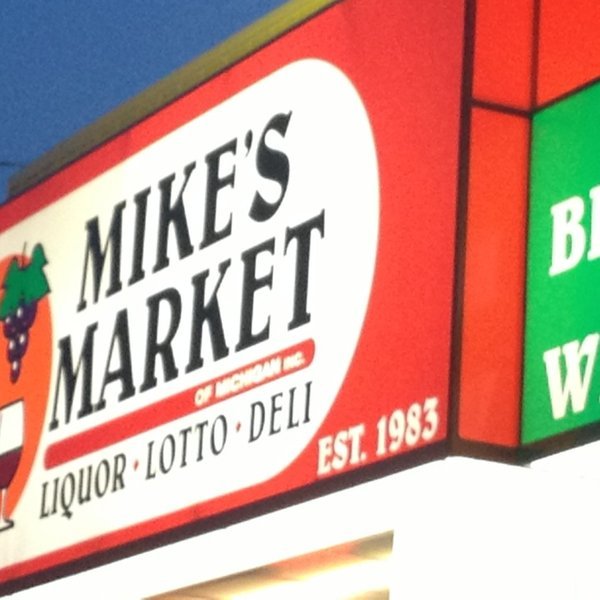 MIKE'S
MARKET
OF MICHIGAN INC.
LIQUOR · LOTTO · DELI
EST. 1983